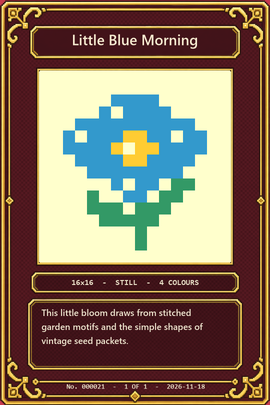 Little Blue Morning
16x16 - STILL - 4 COLOURS
This little bloom draws from stitched
garden motifs and the simple shapes of
vintage seed packets.
No. 000021 - 1 OF 1 - 2026-11-18